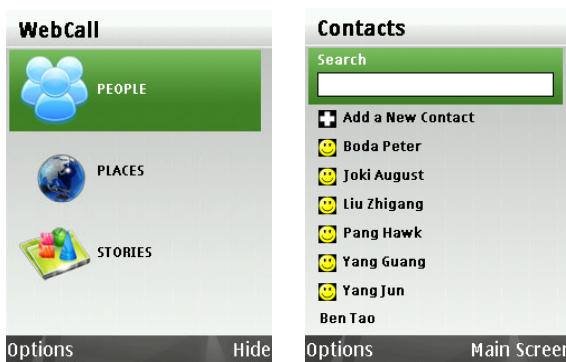 WebCall
PEOPLE
PLACES
STORIES
Options Hide
Contacts
Search
Add a New Contact
Boda Peter
Joki August
Liu Zhigang
Pang Hawk
Yang Guang
Yang Jun
Ben Tao
Options Main Screen